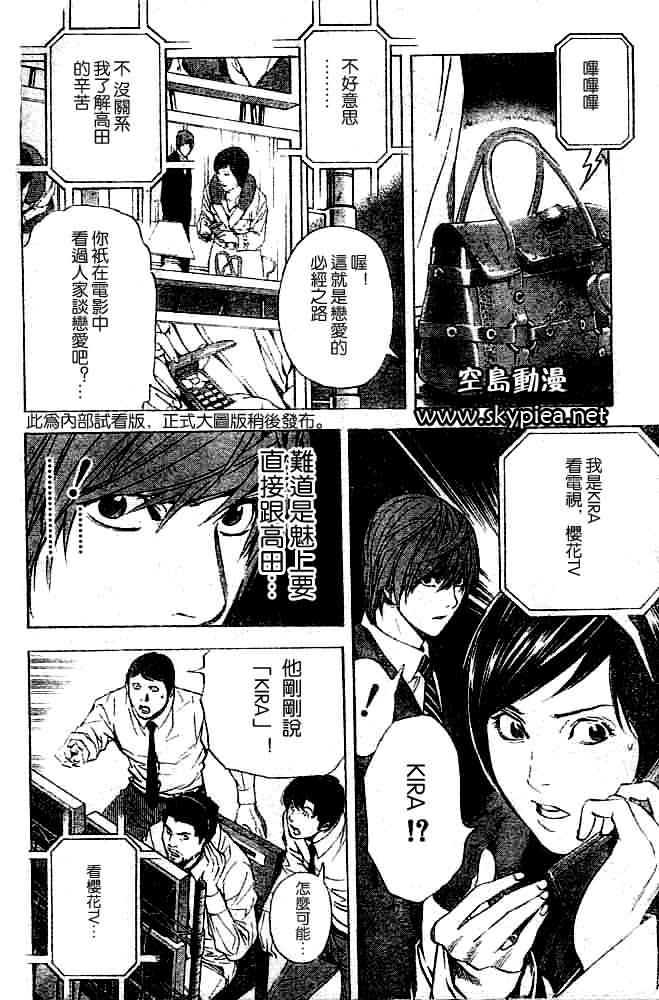 嗶嗶嗶
不好意思
……
不沒關系
我了解高田
的辛苦
喔！
這就是戀愛的
必經之路
你祇在電影中
看過人家談戀愛吧？…
空島動漫
www.skypiea.net
此為內部試看版，正式大圖版稍後發布。
我是KIRA
看電視，櫻花TV
！
KIRA !?
難道是魅上要
直接跟高田…
………！………
他剛剛說
「KIRA」！
怎麼可能…
看櫻花TV…